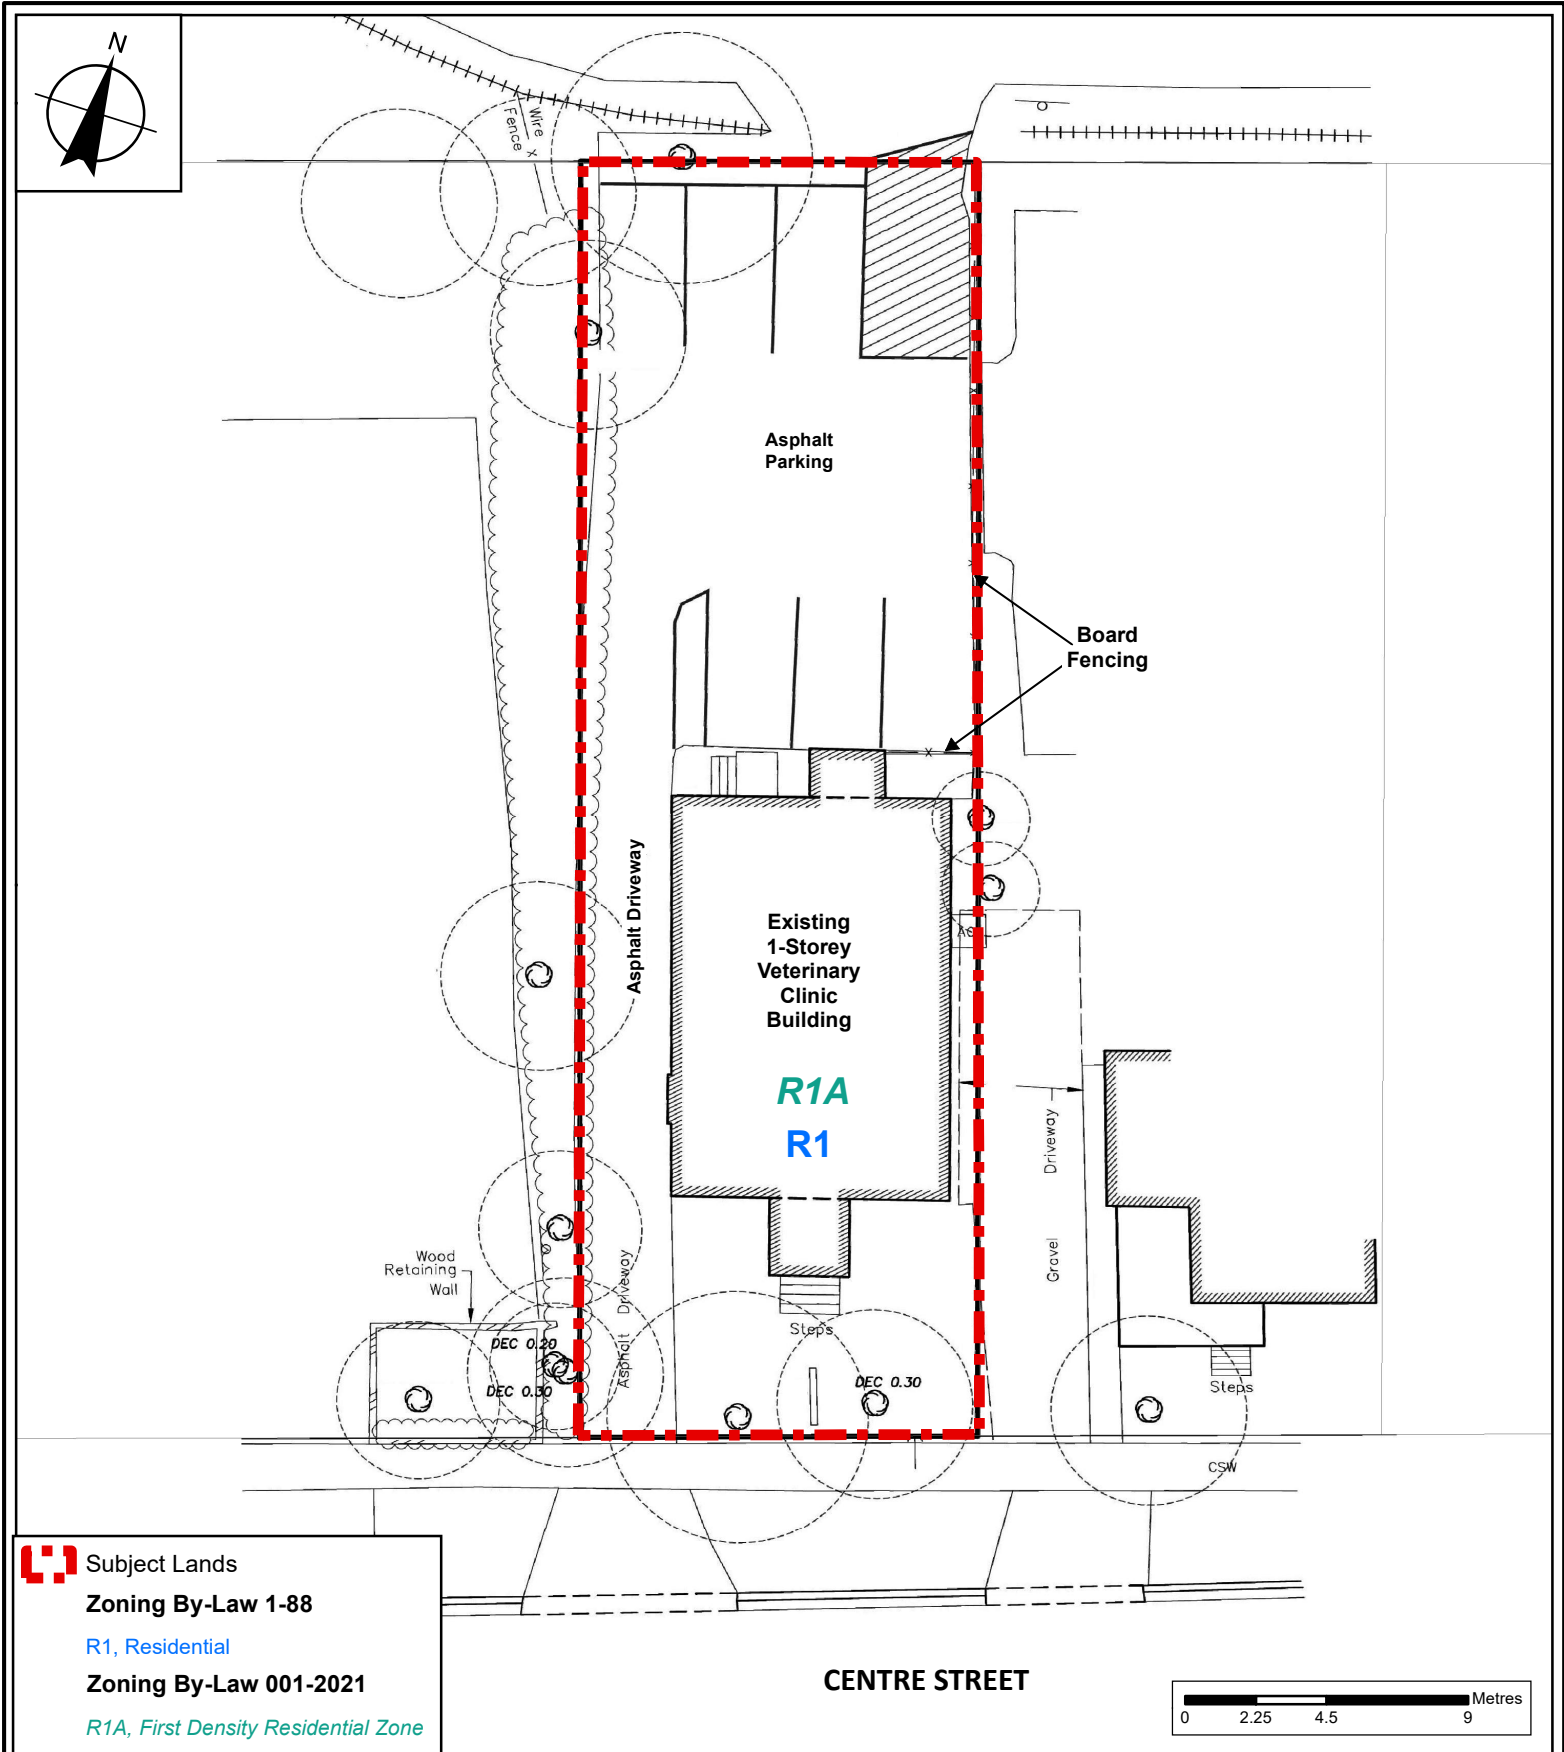 N
Wire
Fence
Asphalt
Parking
Board
Fencing
Asphalt Driveway
Existing
1-Storey
Veterinary
Clinic
Building
AC
R1A
R1
Gravel Driveway
Wood
Retaining
Wall
Asphalt Driveway
Steps
DEC 0.20
DEC 0.30
DEC 0.30
Steps
CSW
Subject Lands
Zoning By-Law 1-88
R1, Residential
Zoning By-Law 001-2021
R1A, First Density Residential Zone
CENTRE STREET
Metres
0 2.25 4.5 9